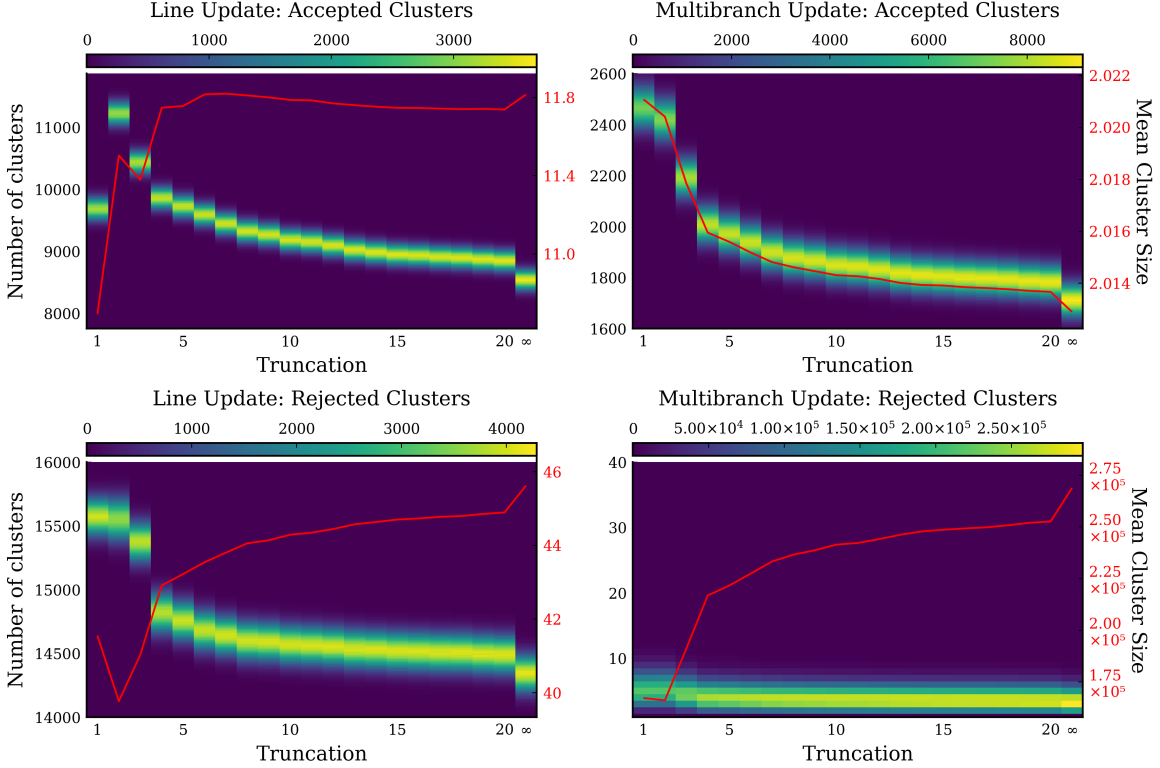 Line Update: Accepted Clusters
0 1000 2000 3000
Number of clusters
11000
10000
9000
8000
11.8
11.4
11.0
1 5 10 15 20 ∞
Truncation
Multibranch Update: Accepted Clusters
0 2000 4000 6000 8000
2600
2400
2200
2000
1800
1600
2.022
2.020
2.018
2.016
2.014
Mean Cluster Size
1 5 10 15 20 ∞
Truncation
Line Update: Rejected Clusters
0 1000 2000 3000 4000
Number of clusters
16000
15500
15000
14500
14000
46
44
42
40
1 5 10 15 20 ∞
Truncation
Multibranch Update: Rejected Clusters
0 5.00×10⁴ 1.00×10⁵ 1.50×10⁵ 2.00×10⁵ 2.50×10⁵
40
30
20
10
2.75
×10⁵
2.50
×10⁵
2.25
×10⁵
2.00
×10⁵
1.75
×10⁵
Mean Cluster Size
1 5 10 15 20 ∞
Truncation